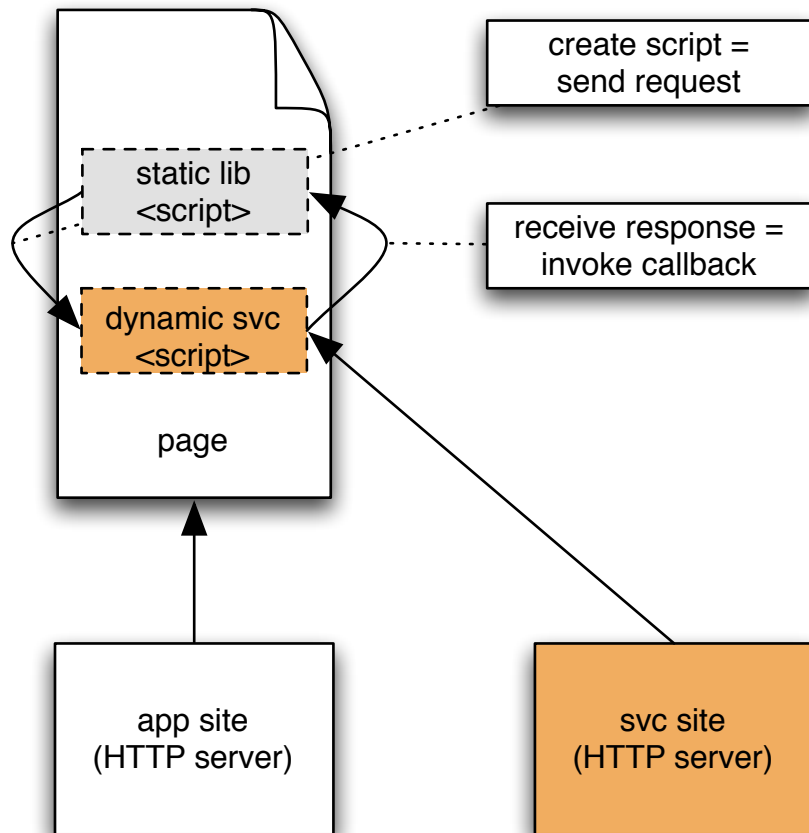 create script =
send request
static lib
<script>
receive response =
invoke callback
dynamic svc
<script>
page
app site
(HTTP server)
svc site
(HTTP server)